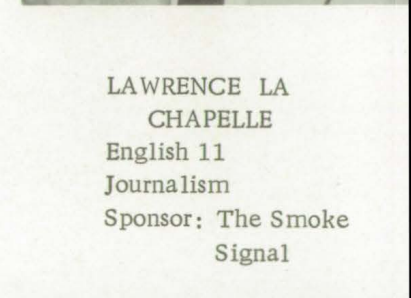 LAWRENCE LA
CHAPELLE
English 11
Journalism
Sponsor: The Smoke
Signal